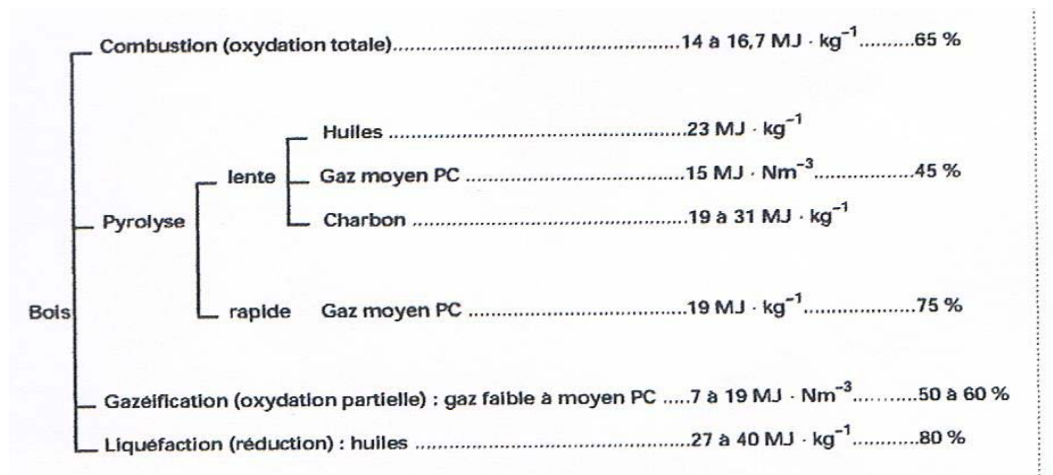 Combustion (oxydation totale)................................................14 à 16,7 MJ · kg⁻¹..........65 %
Huiles ..................................................23 MJ · kg⁻¹
lente Gaz moyen PC .....................................15 MJ · Nm⁻³.................45 %
Pyrolyse Charbon ..............................................19 à 31 MJ · kg⁻¹
Bois rapide Gaz moyen PC .....................................19 MJ · kg⁻¹...................75 %
Gazéification (oxydation partielle) : gaz faible à moyen PC .....7 à 19 MJ · Nm⁻³...........50 à 60 %
Liquéfaction (réduction) : huiles ..............................................27 à 40 MJ · kg⁻¹...........80 %